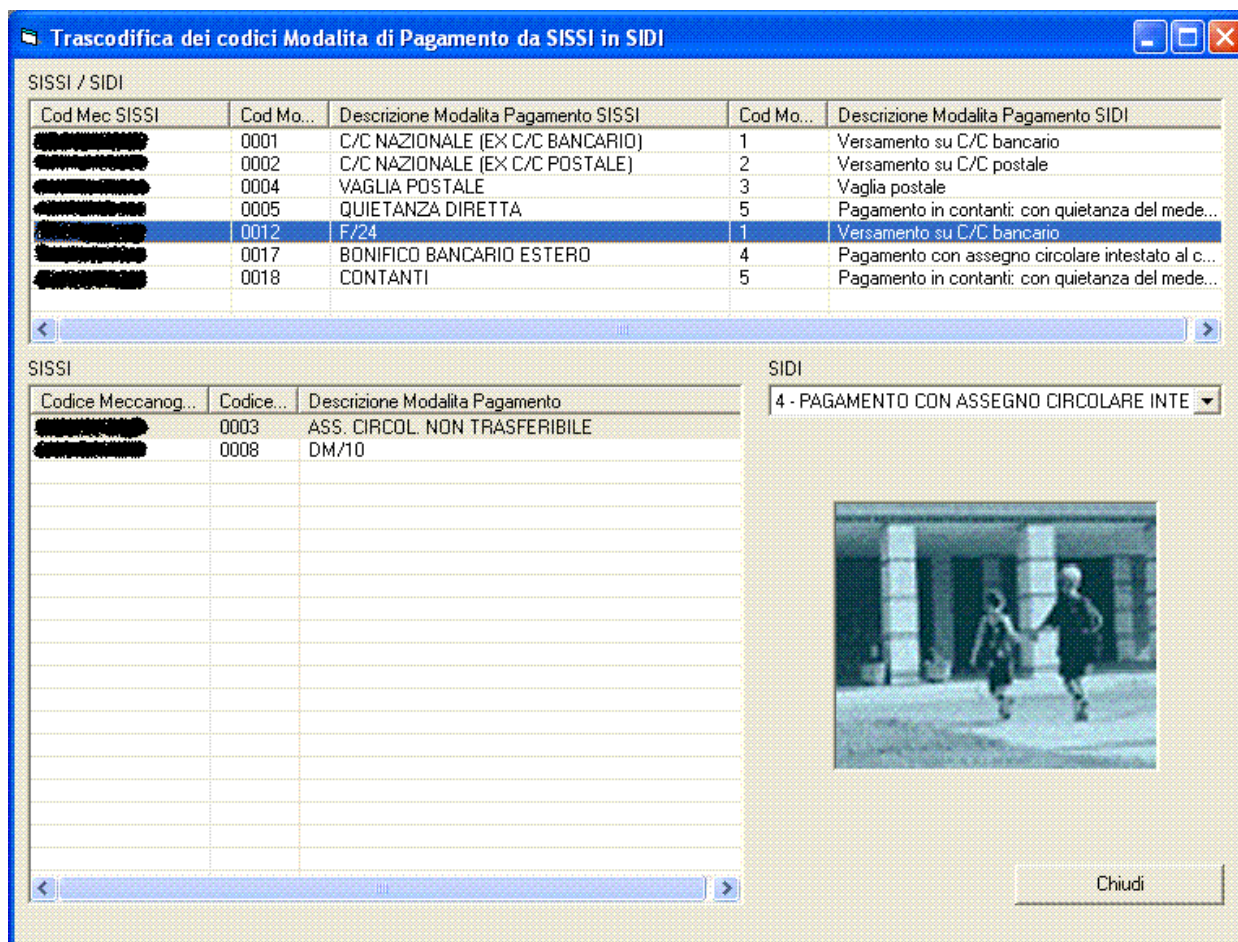 Trascodifica dei codici Modalita di Pagamento da SISSI in SIDI
SISSI / SIDI
Cod Mec SISSI Cod Mo... Descrizione Modalita Pagamento SISSI Cod Mo... Descrizione Modalita Pagamento SIDI
0001 C/C NAZIONALE (EX C/C BANCARIO) 1 Versamento su C/C bancario
0002 C/C NAZIONALE (EX C/C POSTALE) 2 Versamento su C/C postale
0004 VAGLIA POSTALE 3 Vaglia postale
0005 QUIETANZA DIRETTA 5 Pagamento in contanti: con quietanza del mede...
0012 F/24 1 Versamento su C/C bancario
0017 BONIFICO BANCARIO ESTERO 4 Pagamento con assegno circolare intestato al c...
0018 CONTANTI 5 Pagamento in contanti: con quietanza del mede...
SISSI
Codice Meccanog... Codice... Descrizione Modalita Pagamento
0003 ASS. CIRCOL. NON TRASFERIBILE
0008 DM/10
SIDI
4 - PAGAMENTO CON ASSEGNO CIRCOLARE INTE
Chiudi